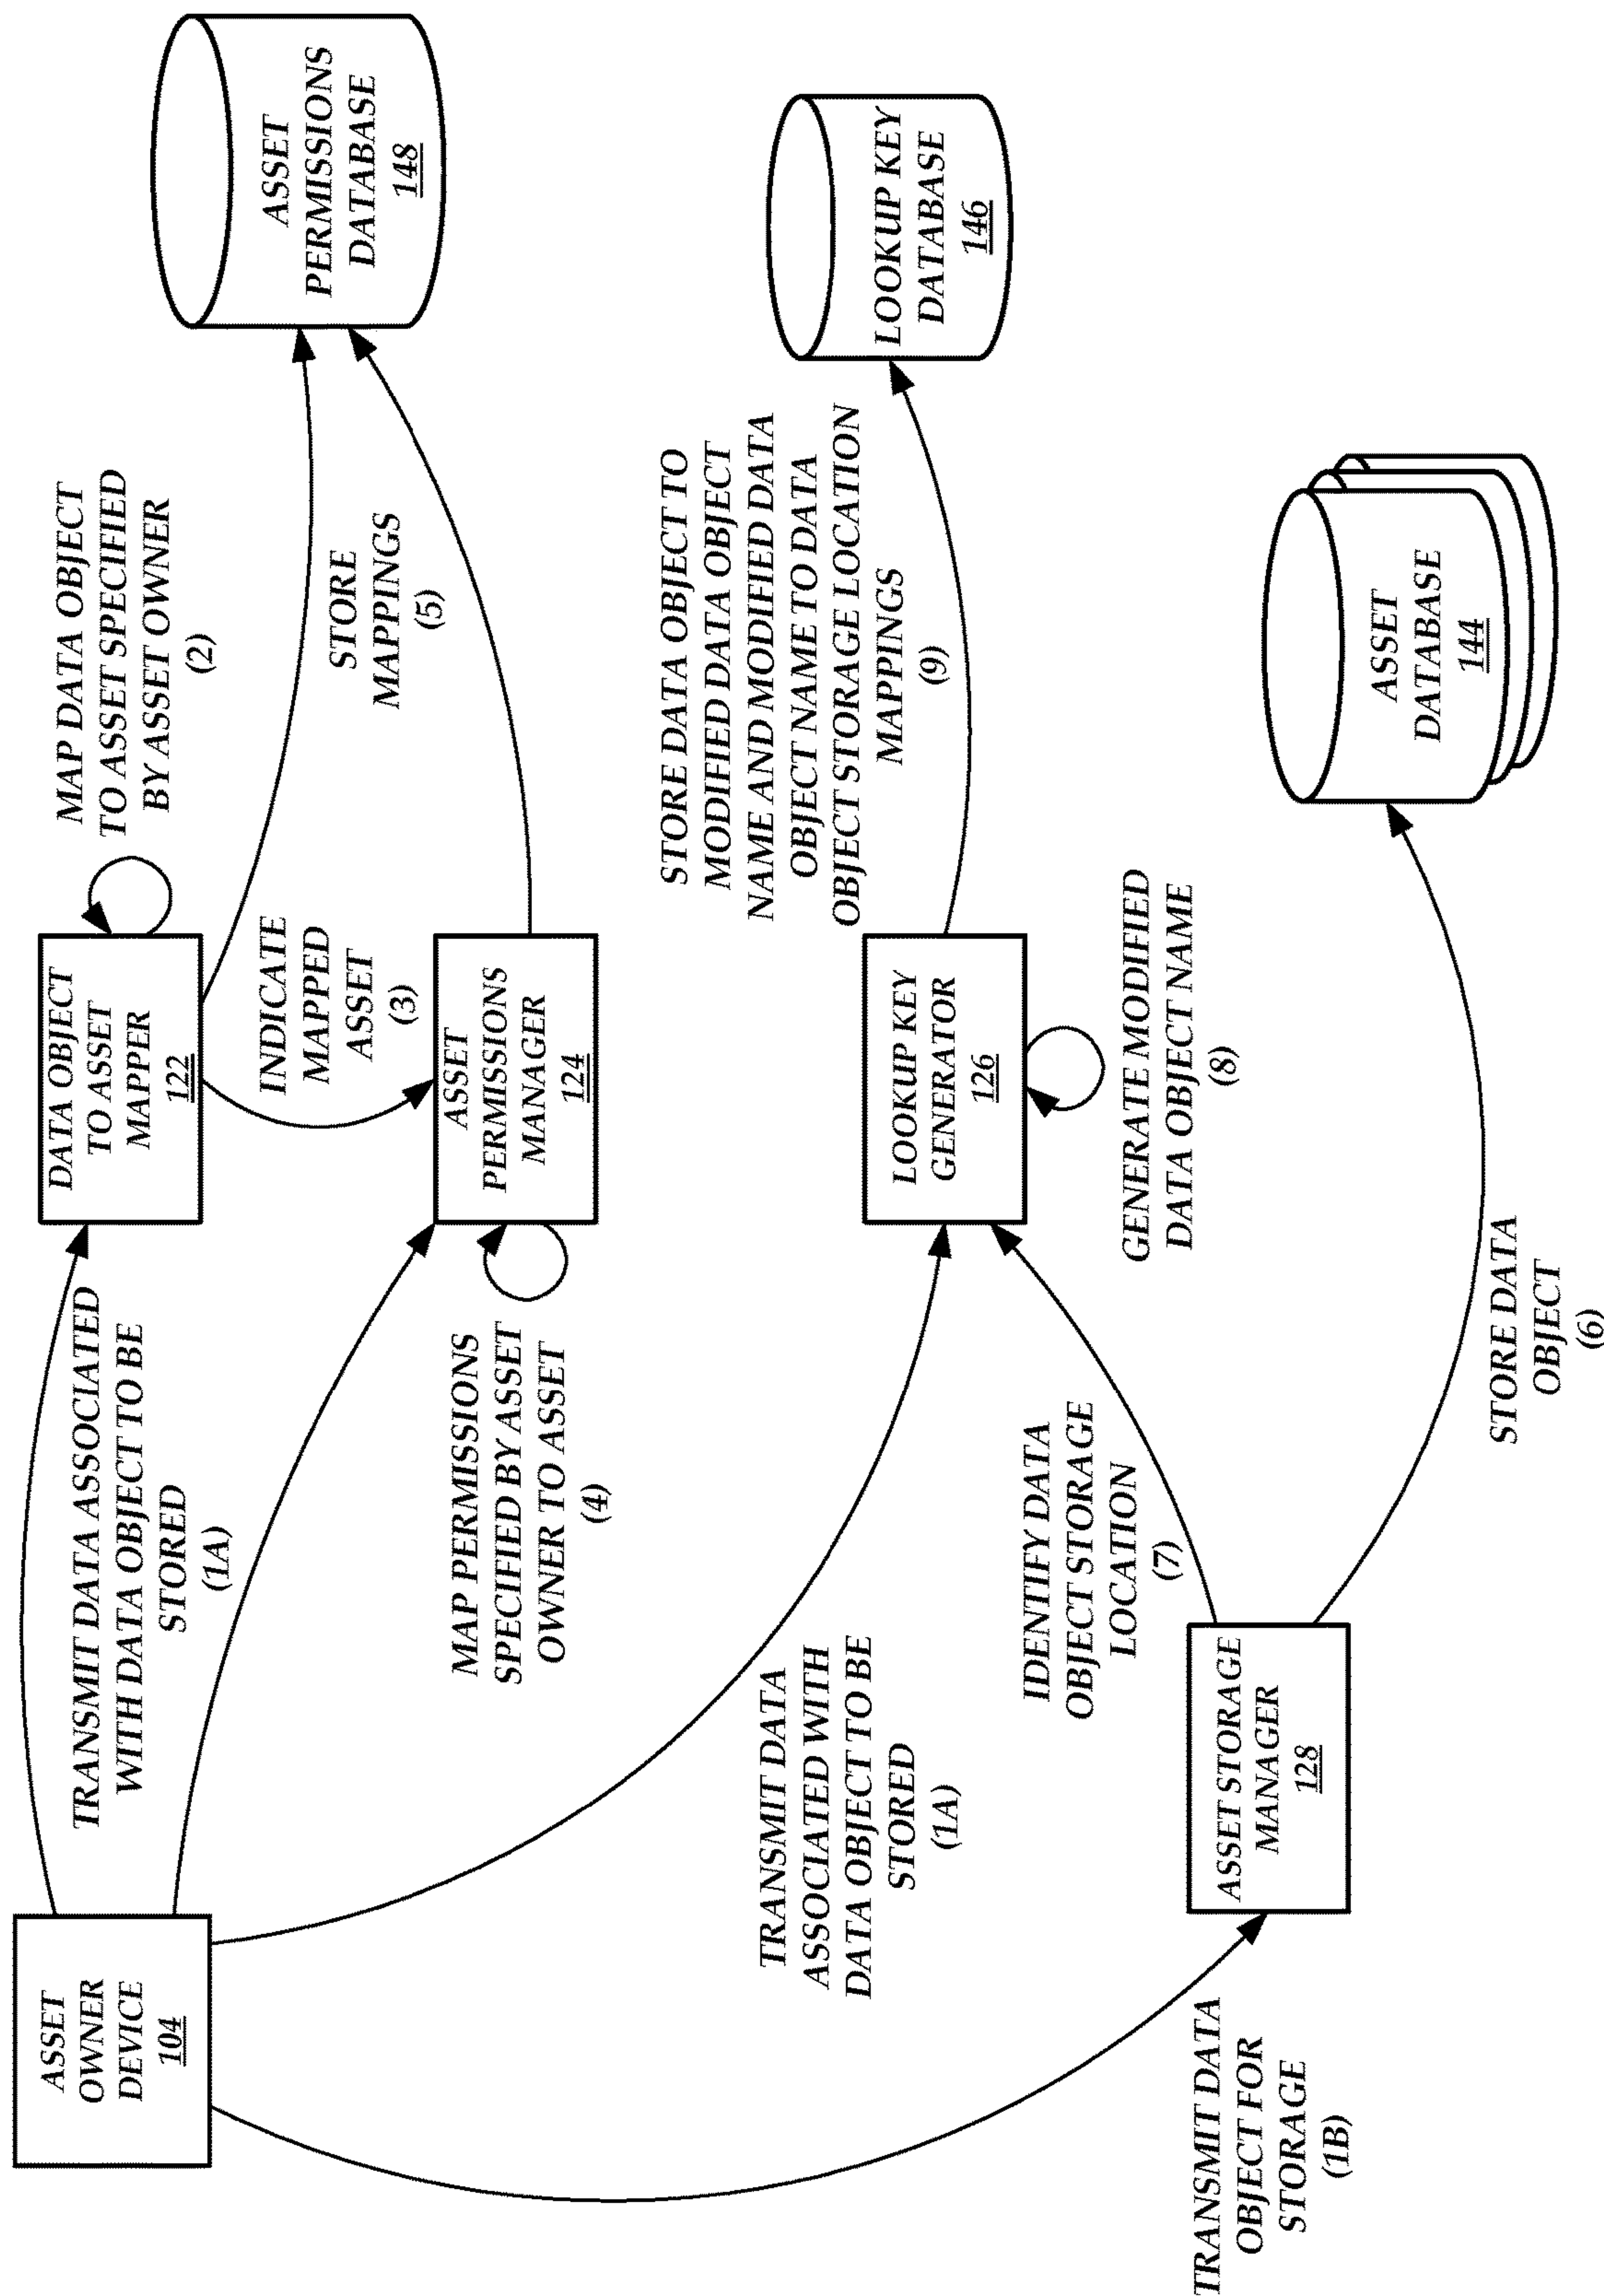 ASSET
OWNER
DEVICE
104
TRANSMIT DATA ASSOCIATED
WITH DATA OBJECT TO BE
STORED
(1A)
DATA OBJECT
TO ASSET
MAPPER
122
MAP DATA OBJECT
TO ASSET SPECIFIED
BY ASSET OWNER
(2)
ASSET
PERMISSIONS
DATABASE
148
INDICATE
MAPPED
ASSET
(3)
STORE
MAPPINGS
(5)
MAP PERMISSIONS
SPECIFIED BY ASSET
OWNER TO ASSET
(4)
ASSET
PERMISSIONS
MANAGER
124
TRANSMIT DATA
ASSOCIATED WITH
DATA OBJECT TO BE
STORED
(1A)
LOOKUP KEY
GENERATOR
126
STORE DATA OBJECT TO
MODIFIED DATA OBJECT
NAME AND MODIFIED DATA
OBJECT NAME TO DATA
OBJECT STORAGE LOCATION
MAPPINGS
(9)
LOOKUP KEY
DATABASE
146
IDENTIFY DATA
OBJECT STORAGE
LOCATION
(7)
GENERATE MODIFIED
DATA OBJECT NAME
(8)
TRANSMIT DATA
OBJECT FOR
STORAGE
(1B)
ASSET STORAGE
MANAGER
128
STORE DATA
OBJECT
(6)
ASSET
DATABASE
144